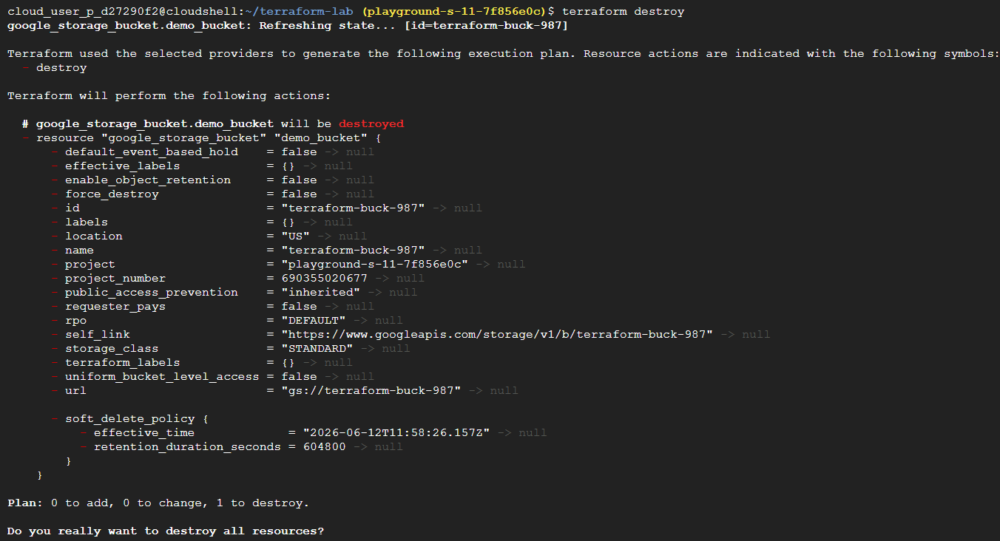 cloud_user_p_d27290f2@cloudshell:~/terraform-lab (playground-s-11-7f856e0c)$ terraform destroy
google_storage_bucket.demo_bucket: Refreshing state... [id=terraform-buck-987]
Terraform used the selected providers to generate the following execution plan. Resource actions are indicated with the following symbols:
- destroy
Terraform will perform the following actions:
# google_storage_bucket.demo_bucket will be destroyed
- resource "google_storage_bucket" "demo_bucket" {
- default_event_based_hold = false -> null
- effective_labels = {} -> null
- enable_object_retention = false -> null
- force_destroy = false -> null
- id = "terraform-buck-987" -> null
- labels = {} -> null
- location = "US" -> null
- name = "terraform-buck-987" -> null
- project = "playground-s-11-7f856e0c" -> null
- project_number = 690355020677 -> null
- public_access_prevention = "inherited" -> null
- requester_pays = false -> null
- rpo = "DEFAULT" -> null
- self_link = "https://www.googleapis.com/storage/v1/b/terraform-buck-987" -> null
- storage_class = "STANDARD" -> null
- terraform_labels = {} -> null
- uniform_bucket_level_access = false -> null
- url = "gs://terraform-buck-987" -> null
- soft_delete_policy {
- effective_time = "2026-06-12T11:58:26.157Z" -> null
- retention_duration_seconds = 604800 -> null
}
}
Plan: 0 to add, 0 to change, 1 to destroy.
Do you really want to destroy all resources?